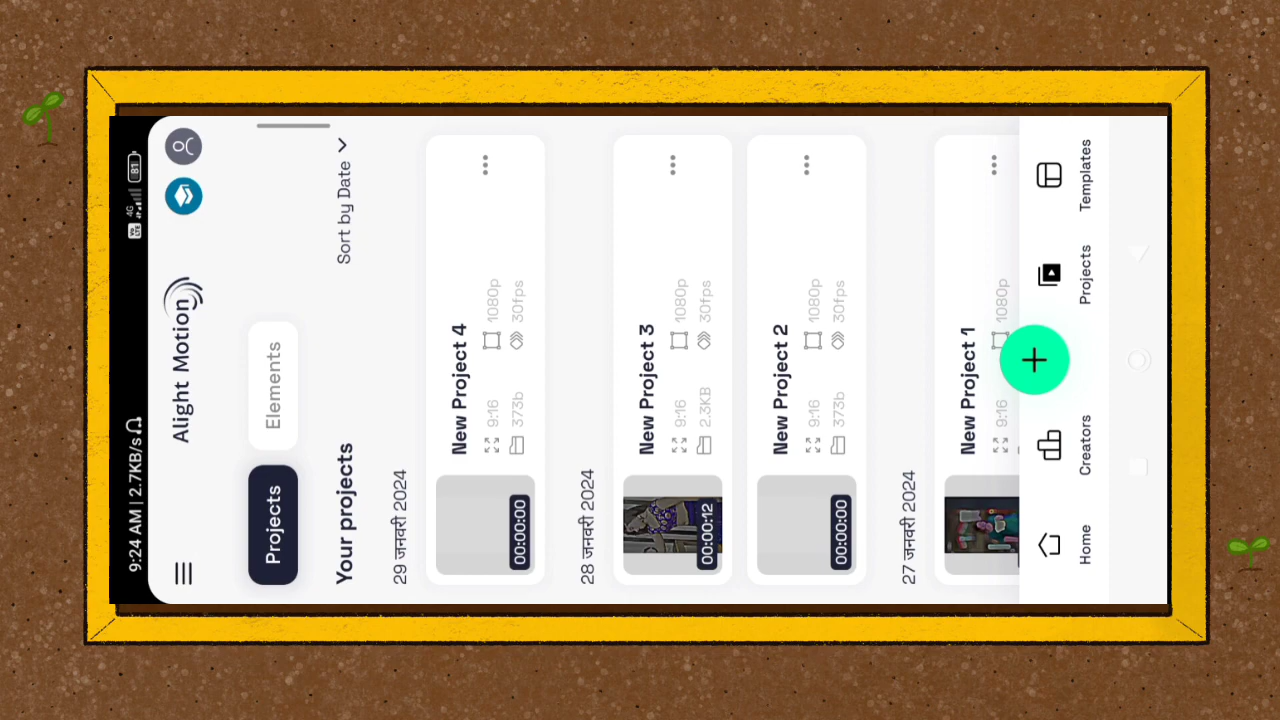 9:24 AM | 2.7KB/s
Vo LTE 4G 81
Alight Motion
Projects Elements
Your projects Sort by Date
29 जनवरी 2024
New Project 4
9:16 1080p
373b 30fps
00:00:00
28 जनवरी 2024
New Project 3
9:16 1080p
2.3KB 30fps
00:00:12
New Project 2
9:16 1080p
373b 30fps
00:00:00
27 जनवरी 2024
New Project 1
9:16 1080p
Home Creators Projects Templates